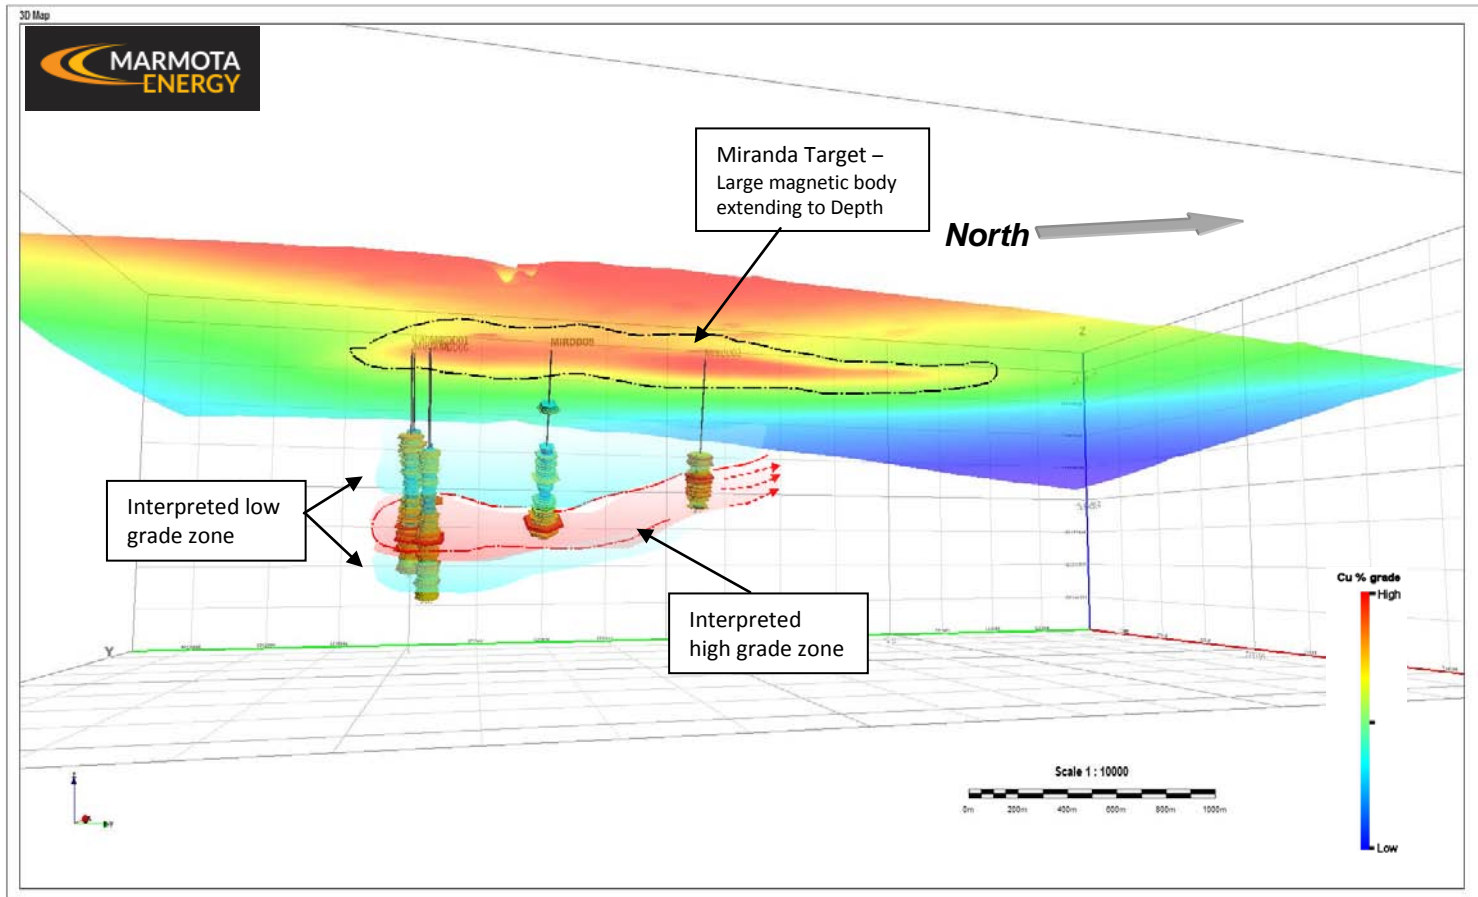 3D Map
MARMOTA
ENERGY
Miranda Target –
Large magnetic body
extending to Depth
North
Z
MIRDD08
Interpreted low
grade zone
Cu % grade
High
Low
Interpreted
high grade zone
Y
Scale 1 : 10000
0m 200m 400m 600m 800m 1000m